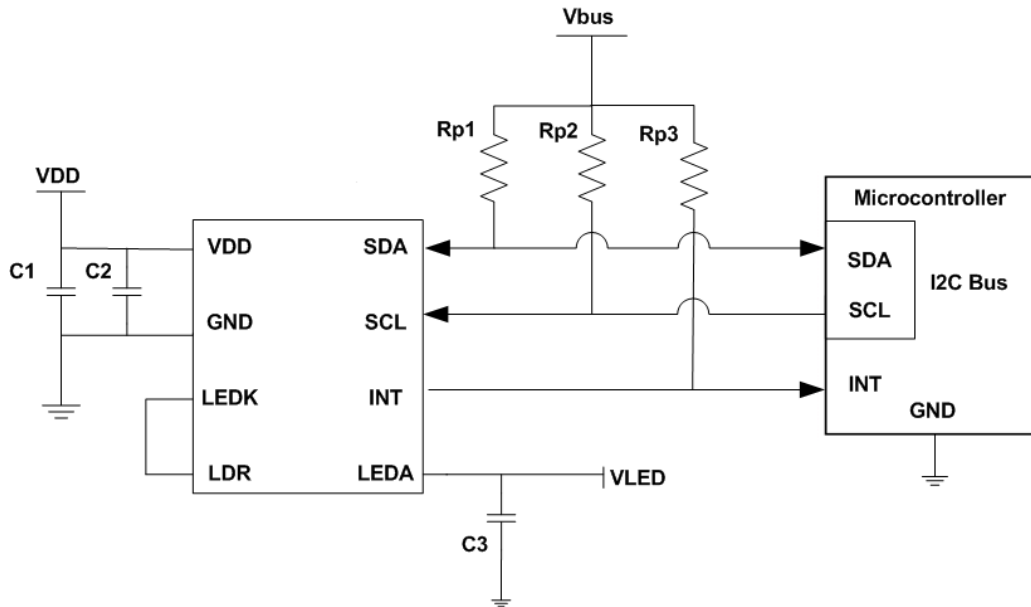 Vbus
Rp1
Rp2
Rp3
VDD
C1
C2
VDD
SDA
GND
SCL
LEDK
INT
LDR
LEDA
VLED
C3
Microcontroller
SDA
I2C Bus
SCL
INT
GND